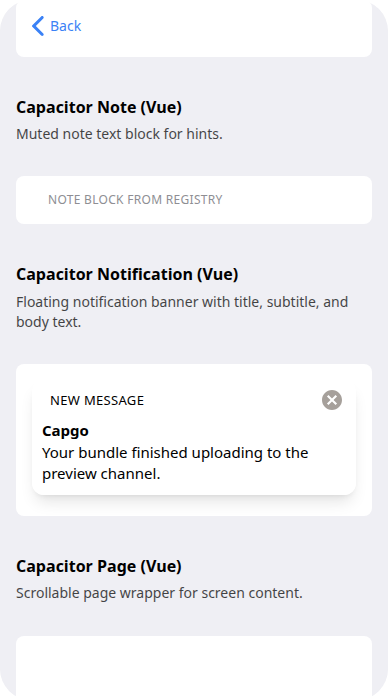 Back
Capacitor Note (Vue)
Muted note text block for hints.
NOTE BLOCK FROM REGISTRY
Capacitor Notification (Vue)
Floating notification banner with title, subtitle, and
body text.
NEW MESSAGE
Capgo
Your bundle finished uploading to the
preview channel.
Capacitor Page (Vue)
Scrollable page wrapper for screen content.